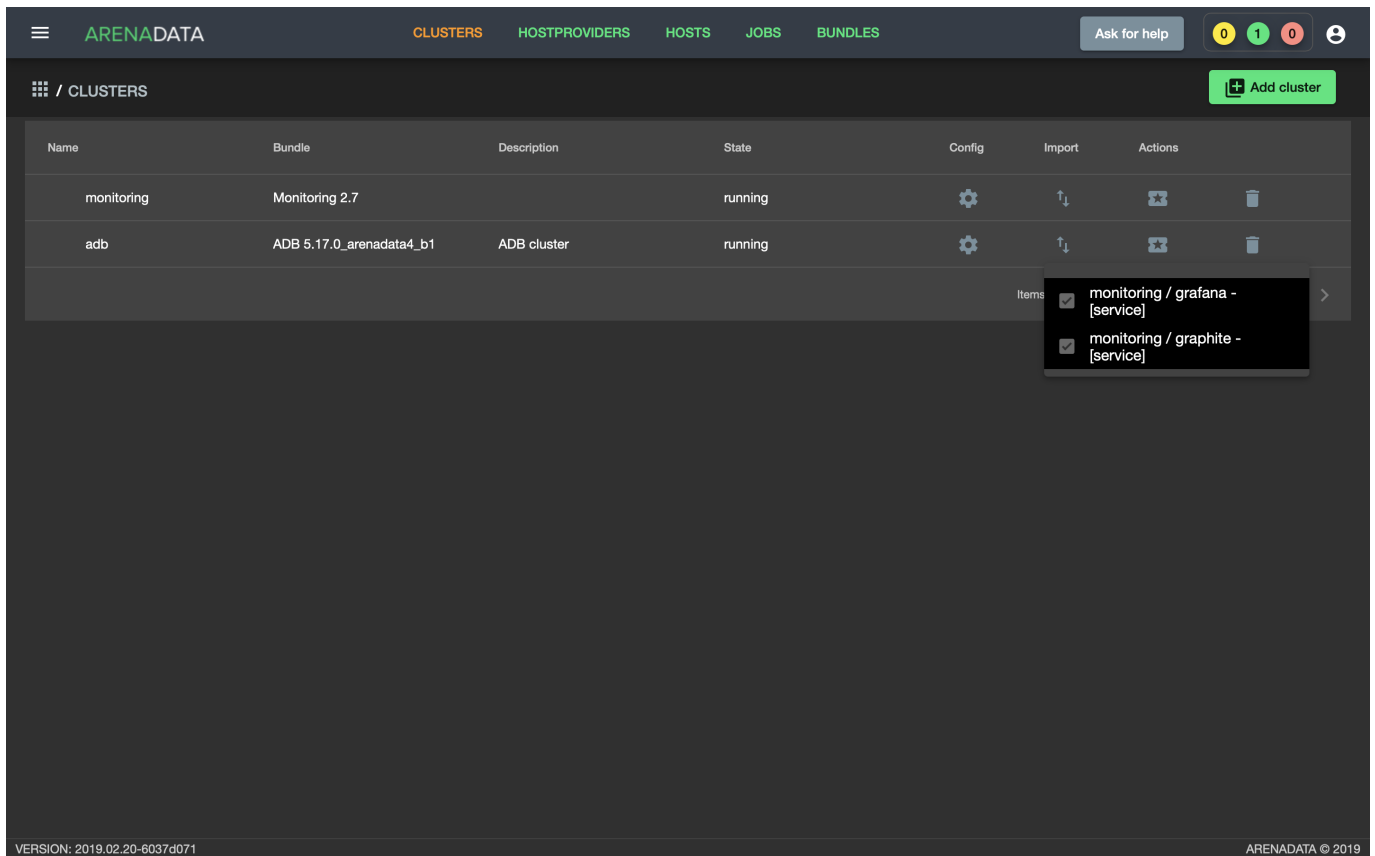 ARENADATA CLUSTERS HOSTPROVIDERS HOSTS JOBS BUNDLES Ask for help 0 1 0
/ CLUSTERS Add cluster
Name Bundle Description State Config Import Actions
monitoring Monitoring 2.7 running
adb ADB 5.17.0_arenadata4_b1 ADB cluster running
Items
monitoring / grafana -
[service]
monitoring / graphite -
[service]
VERSION: 2019.02.20-6037d071 ARENADATA © 2019